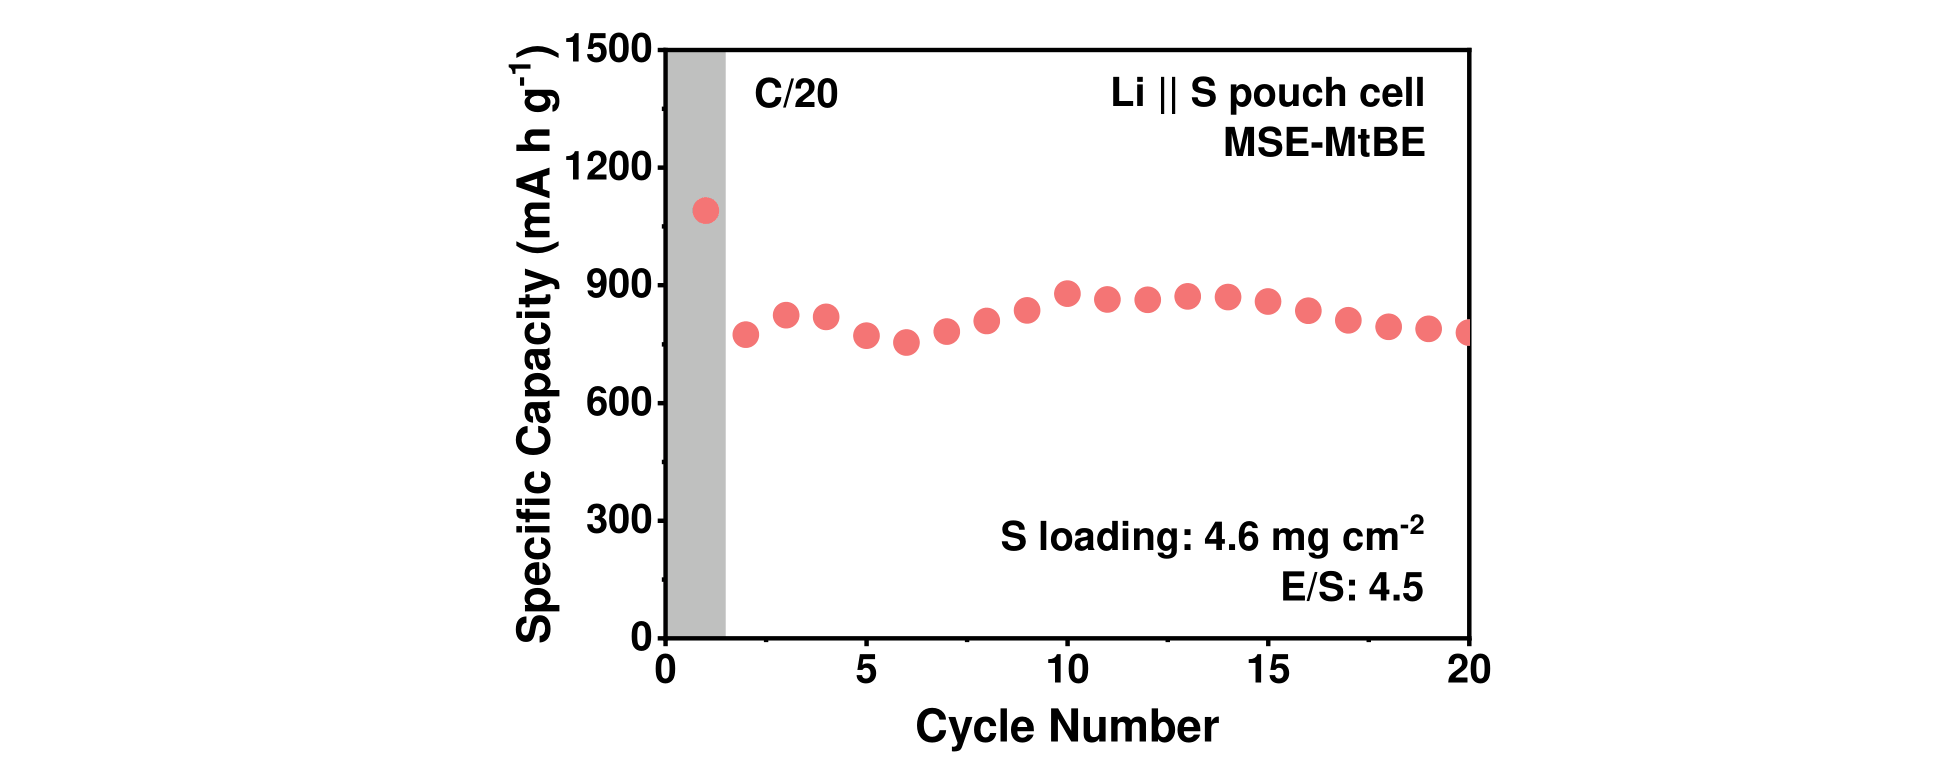 Specific Capacity (mA h g⁻¹)
1500
1200
900
600
300
0
C/20
Li || S pouch cell
MSE-MtBE
S loading: 4.6 mg cm⁻²
E/S: 4.5
0 5 10 15 20
Cycle Number